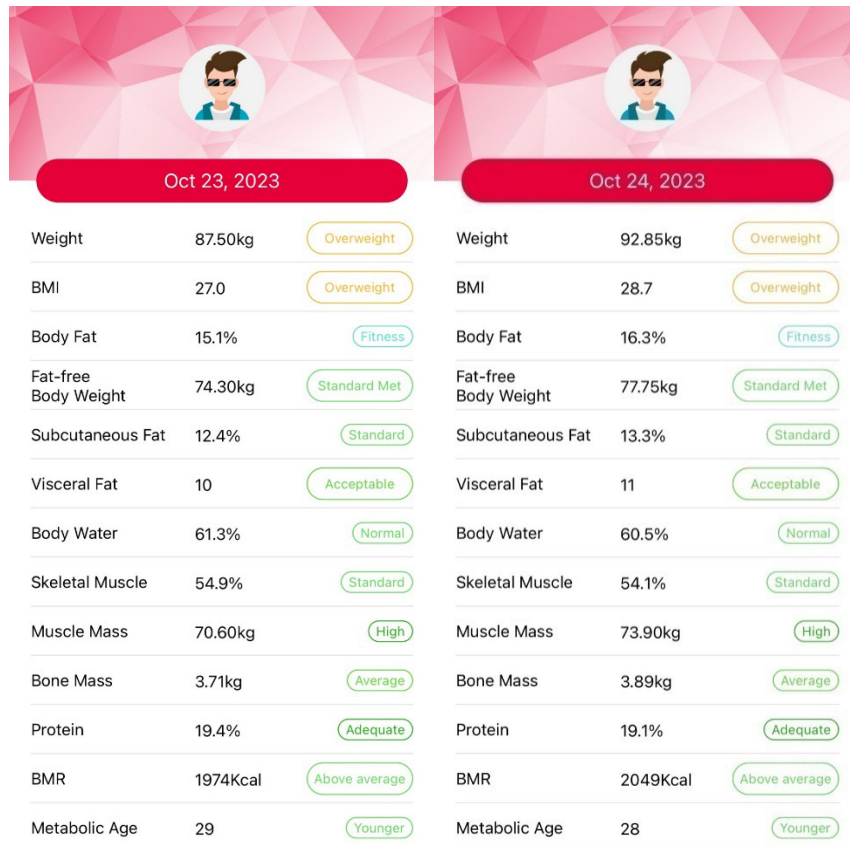 Oct 23, 2023
Weight 87.50kg Overweight
BMI 27.0 Overweight
Body Fat 15.1% Fitness
Fat-free
Body Weight 74.30kg Standard Met
Subcutaneous Fat 12.4% Standard
Visceral Fat 10 Acceptable
Body Water 61.3% Normal
Skeletal Muscle 54.9% Standard
Muscle Mass 70.60kg High
Bone Mass 3.71kg Average
Protein 19.4% Adequate
BMR 1974Kcal Above average
Metabolic Age 29 Younger
Oct 24, 2023
Weight 92.85kg Overweight
BMI 28.7 Overweight
Body Fat 16.3% Fitness
Fat-free
Body Weight 77.75kg Standard Met
Subcutaneous Fat 13.3% Standard
Visceral Fat 11 Acceptable
Body Water 60.5% Normal
Skeletal Muscle 54.1% Standard
Muscle Mass 73.90kg High
Bone Mass 3.89kg Average
Protein 19.1% Adequate
BMR 2049Kcal Above average
Metabolic Age 28 Younger